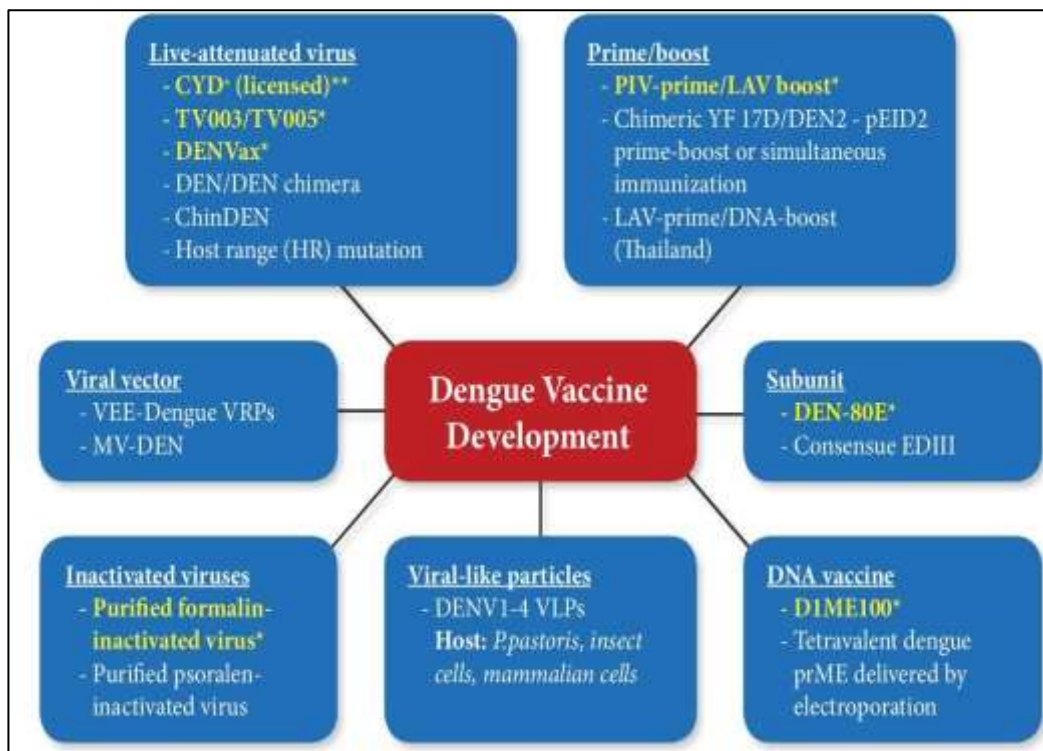 Live-attenuated virus
- CYD* (licensed)**
- TV003/TV005*
- DENVax*
- DEN/DEN chimera
- ChinDEN
- Host range (HR) mutation
Prime/boost
- PIV-prime/LAV boost*
- Chimeric YF 17D/DEN2 - pEID2
prime-boost or simultaneous
immunization
- LAV-prime/DNA-boost
(Thailand)
Viral vector
- VEE-Dengue VRPs
- MV-DEN
Dengue Vaccine
Development
Subunit
- DEN-80E*
- Consensue EDIII
Inactivated viruses
- Purified formalin-
inactivated virus*
- Purified psoralen-
inactivated virus
Viral-like particles
- DENV1-4 VLPs
Host: P.pastoris, insect
cells, mammalian cells
DNA vaccine
- D1ME100*
- Tetravalent dengue
prME delivered by
electroporation